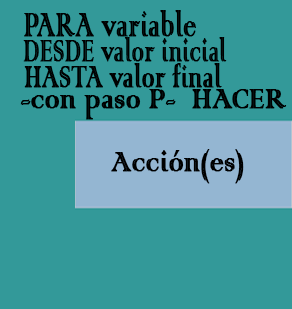 PARA variable
DESDE valor inicial
HASTA valor final
-con paso P- HACER
Acción(es)